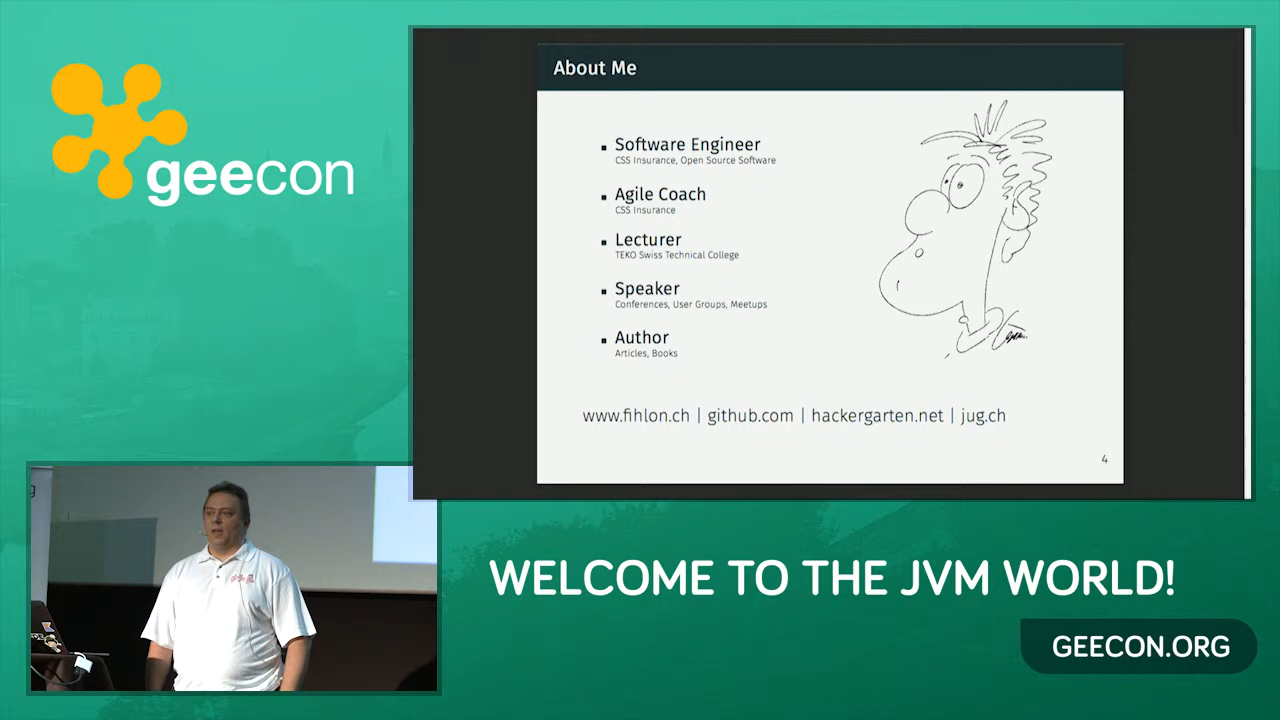 geecon
About Me
Software Engineer
CSS Insurance, Open Source Software
Agile Coach
CSS Insurance
Lecturer
TEKO Swiss Technical College
Speaker
Conferences, User Groups, Meetups
Author
Articles, Books
www.fihlon.ch | github.com | hackergarten.net | jug.ch
4
WELCOME TO THE JVM WORLD!
GEECON.ORG